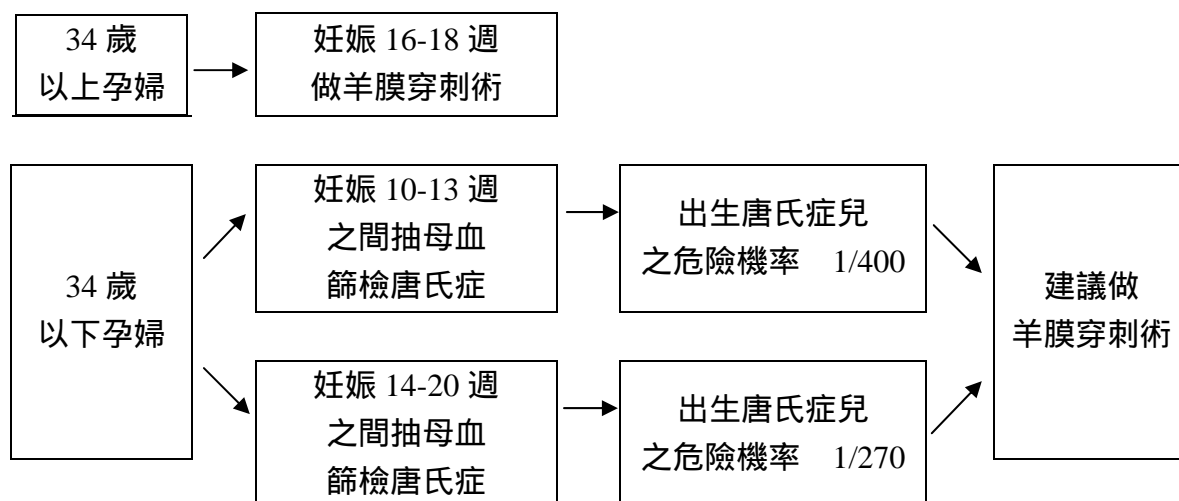 34 歲
以上孕婦
妊娠 16-18 週
做羊膜穿刺術
34 歲
以下孕婦
妊娠 10-13 週
之間抽母血
篩檢唐氏症
出生唐氏症兒
之危險機率 1/400
妊娠 14-20 週
之間抽母血
篩檢唐氏症
出生唐氏症兒
之危險機率 1/270
建議做
羊膜穿刺術